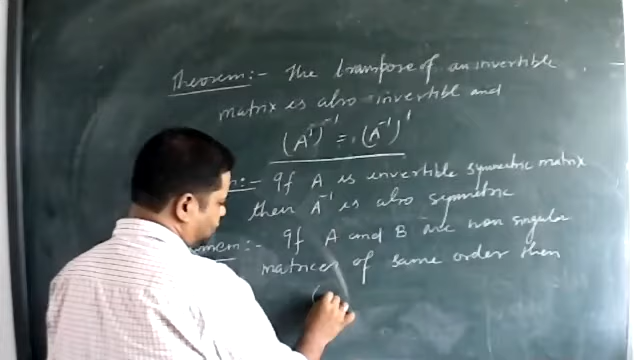 Theorem:- The transpose of an invertible
matrix is also invertibl and
(A')⁻¹ = (A⁻¹)'
:- If A is invertible symmetric matrix
then A⁻¹ is also symmetric
:- If A and B are non singular
matrices of same order then
(